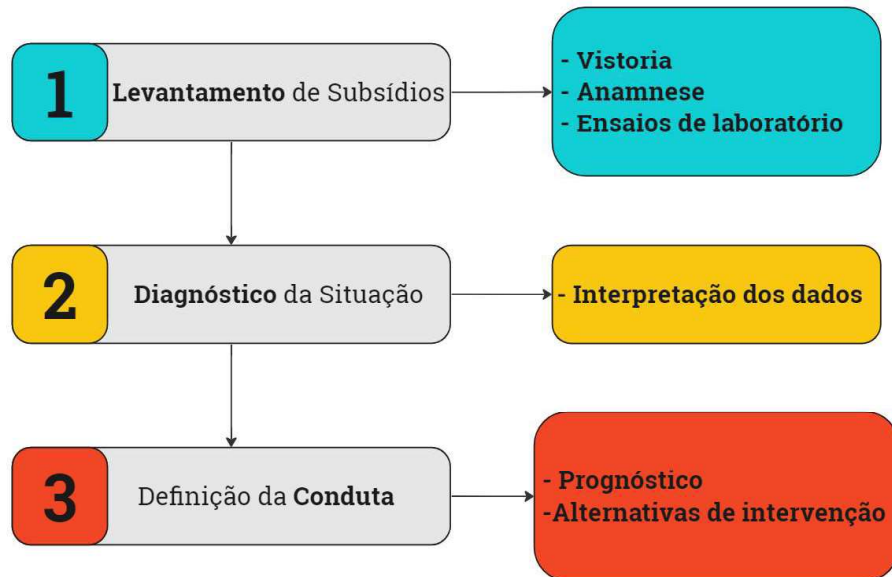 1
Levantamento de Subsídios
- Vistoria
- Anamnese
- Ensaios de laboratório
2
Diagnóstico da Situação
- Interpretação dos dados
3
Definição da Conduta
- Prognóstico
-Alternativas de intervenção